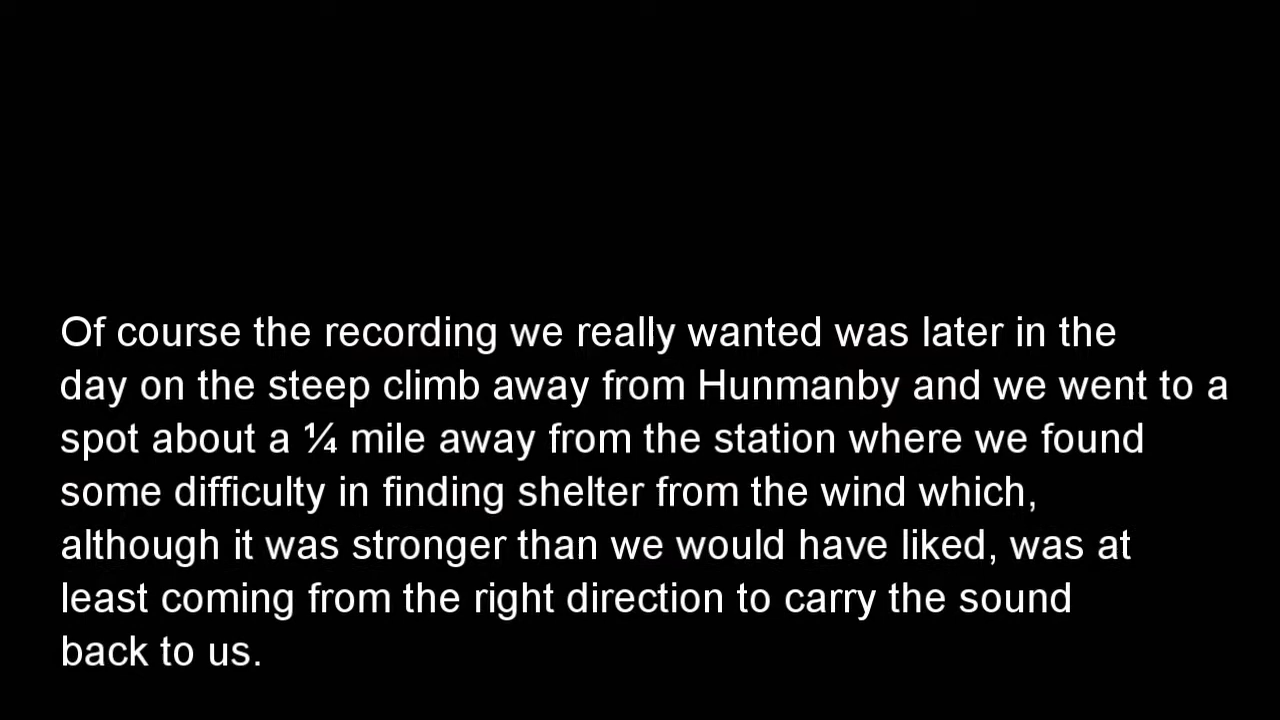 Of course the recording we really wanted was later in the
day on the steep climb away from Hunmanby and we went to a
spot about a ¼ mile away from the station where we found
some difficulty in finding shelter from the wind which,
although it was stronger than we would have liked, was at
least coming from the right direction to carry the sound
back to us.